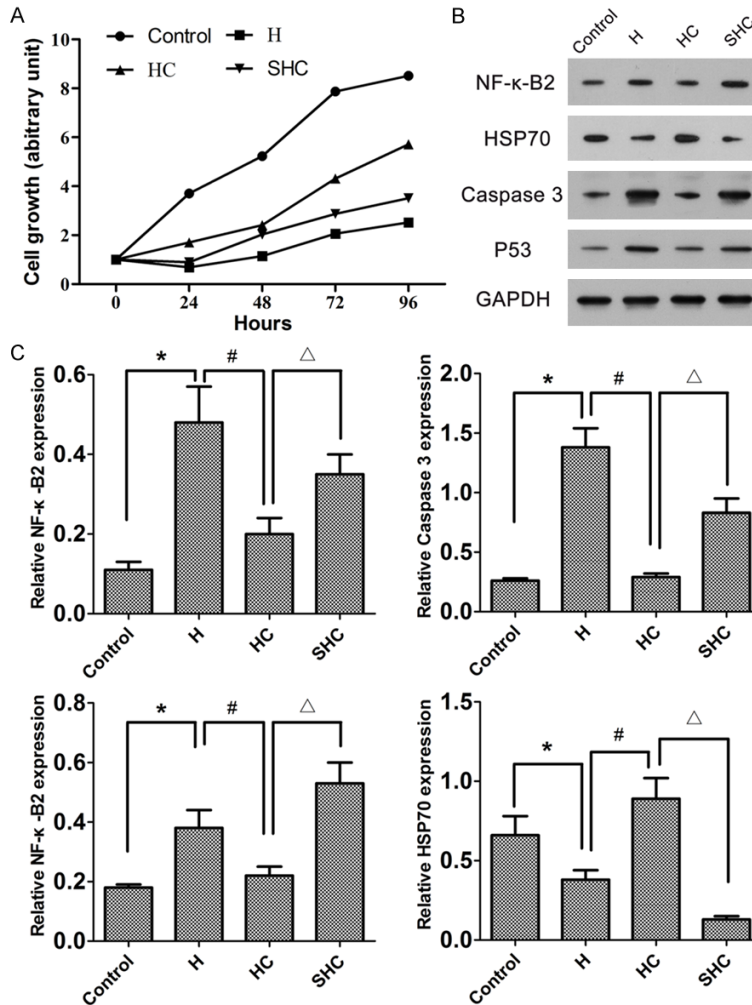 A
Control
H
HC
SHC
Cell growth (abitrary unit)
10
8
6
4
2
0
0 24 48 72 96
Hours
B
Control H HC SHC
NF-κ-B2
HSP70
Caspase 3
P53
GAPDH
C
Relative NF-κ -B2 expression
0.6
0.4
0.2
0.0
* # △
Control H HC SHC
Relative Caspase 3 expression
2.0
1.5
1.0
0.5
0.0
* # △
Control H HC SHC
Relative NF-κ -B2 expression
0.8
0.6
0.4
0.2
0.0
* # △
Control H HC SHC
Relative HSP70 expression
1.5
1.0
0.5
0.0
* # △
Control H HC SHC